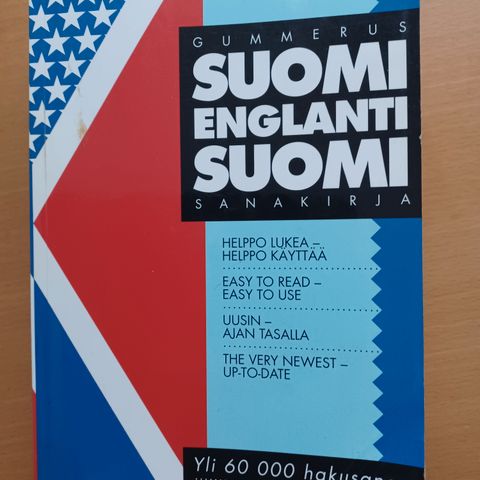 GUMMERUS
SUOMI
ENGLANTI
SUOMI
SANAKIRJA
HELPPO LUKEA –
HELPPO KÄYTTÄÄ
EASY TO READ –
EASY TO USE
UUSIN –
AJAN TASALLA
THE VERY NEWEST –
UP-TO-DATE
Yli 60 000